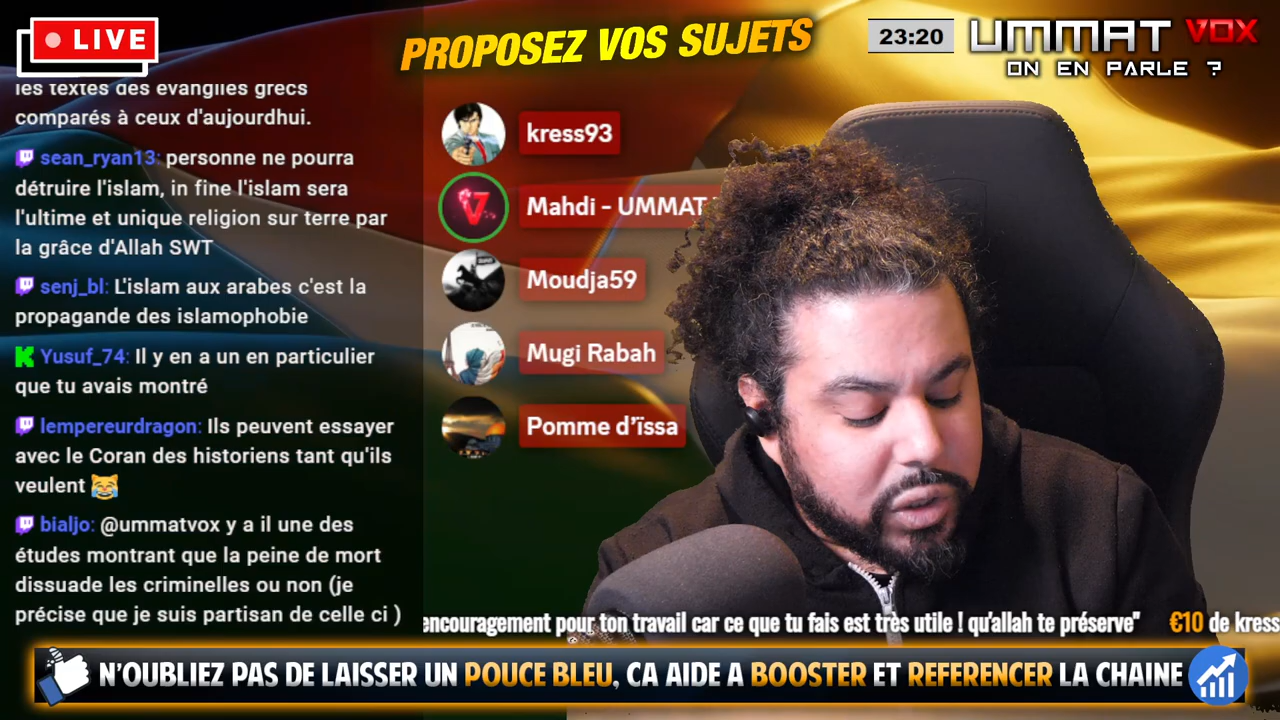 LIVE
PROPOSEZ VOS SUJETS
23:20
UMMAT VOX
ON EN PARLE ?
les textes des évangiles grecs
comparés à ceux d'aujourdhui.
sean_ryan13: personne ne pourra
détruire l'islam, in fine l'islam sera
l'ultime et unique religion sur terre par
la grâce d'Allah SWT
senj_bl: L'islam aux arabes c'est la
propagande des islamophobie
Yusuf_74: Il y en a un en particulier
que tu avais montré
lempereurdragon: Ils peuvent essayer
avec le Coran des historiens tant qu'ils
veulent 😹
bialjo: @ummatvox y a il une des
études montrant que la peine de mort
dissuade les criminelles ou non (je
précise que je suis partisan de celle ci )
kress93
Mahdi - UMMAT
Moudja59
Mugi Rabah
Pomme d'ïssa
encouragement pour ton travail car ce que tu fais est très utile ! qu'allah te préserve" €10 de kress
N'OUBLIEZ PAS DE LAISSER UN POUCE BLEU, CA AIDE A BOOSTER ET REFERENCER LA CHAINE